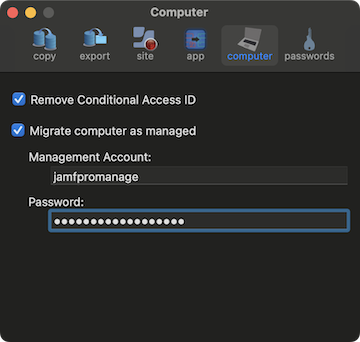 Computer
copy export site app computer passwords
Remove Conditional Access ID
Migrate computer as managed
Management Account:
jamfpromanage
Password:
●●●●●●●●●●●●●●●●●●